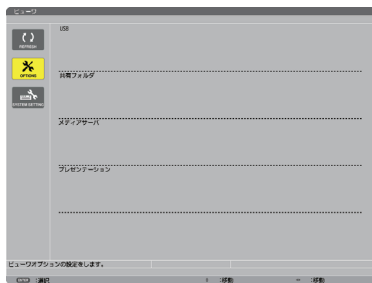 ビューワ
USB
REFRESH
OPTIONS
共有フォルダ
SYSTEM SETTING
メディアサーバ
プレゼンテーション
ビューワオプションの設定をします。
ENTER :選択 :移動 :移動